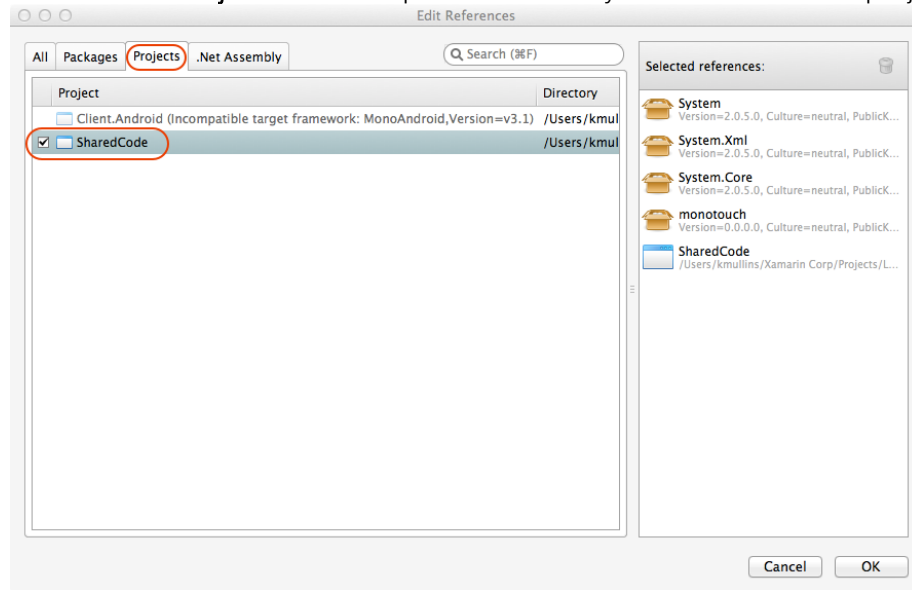 Edit References
All Packages Projects .Net Assembly
Search (⌘F)
Selected references:
Project Directory
Client.Android (Incompatible target framework: MonoAndroid,Version=v3.1) /Users/kmul
SharedCode /Users/kmul
System
Version=2.0.5.0, Culture=neutral, PublicK...
System.Xml
Version=2.0.5.0, Culture=neutral, PublicK...
System.Core
Version=2.0.5.0, Culture=neutral, PublicK...
monotouch
Version=0.0.0.0, Culture=neutral, PublicK...
SharedCode
/Users/kmullins/Xamarin Corp/Projects/L...
Cancel OK